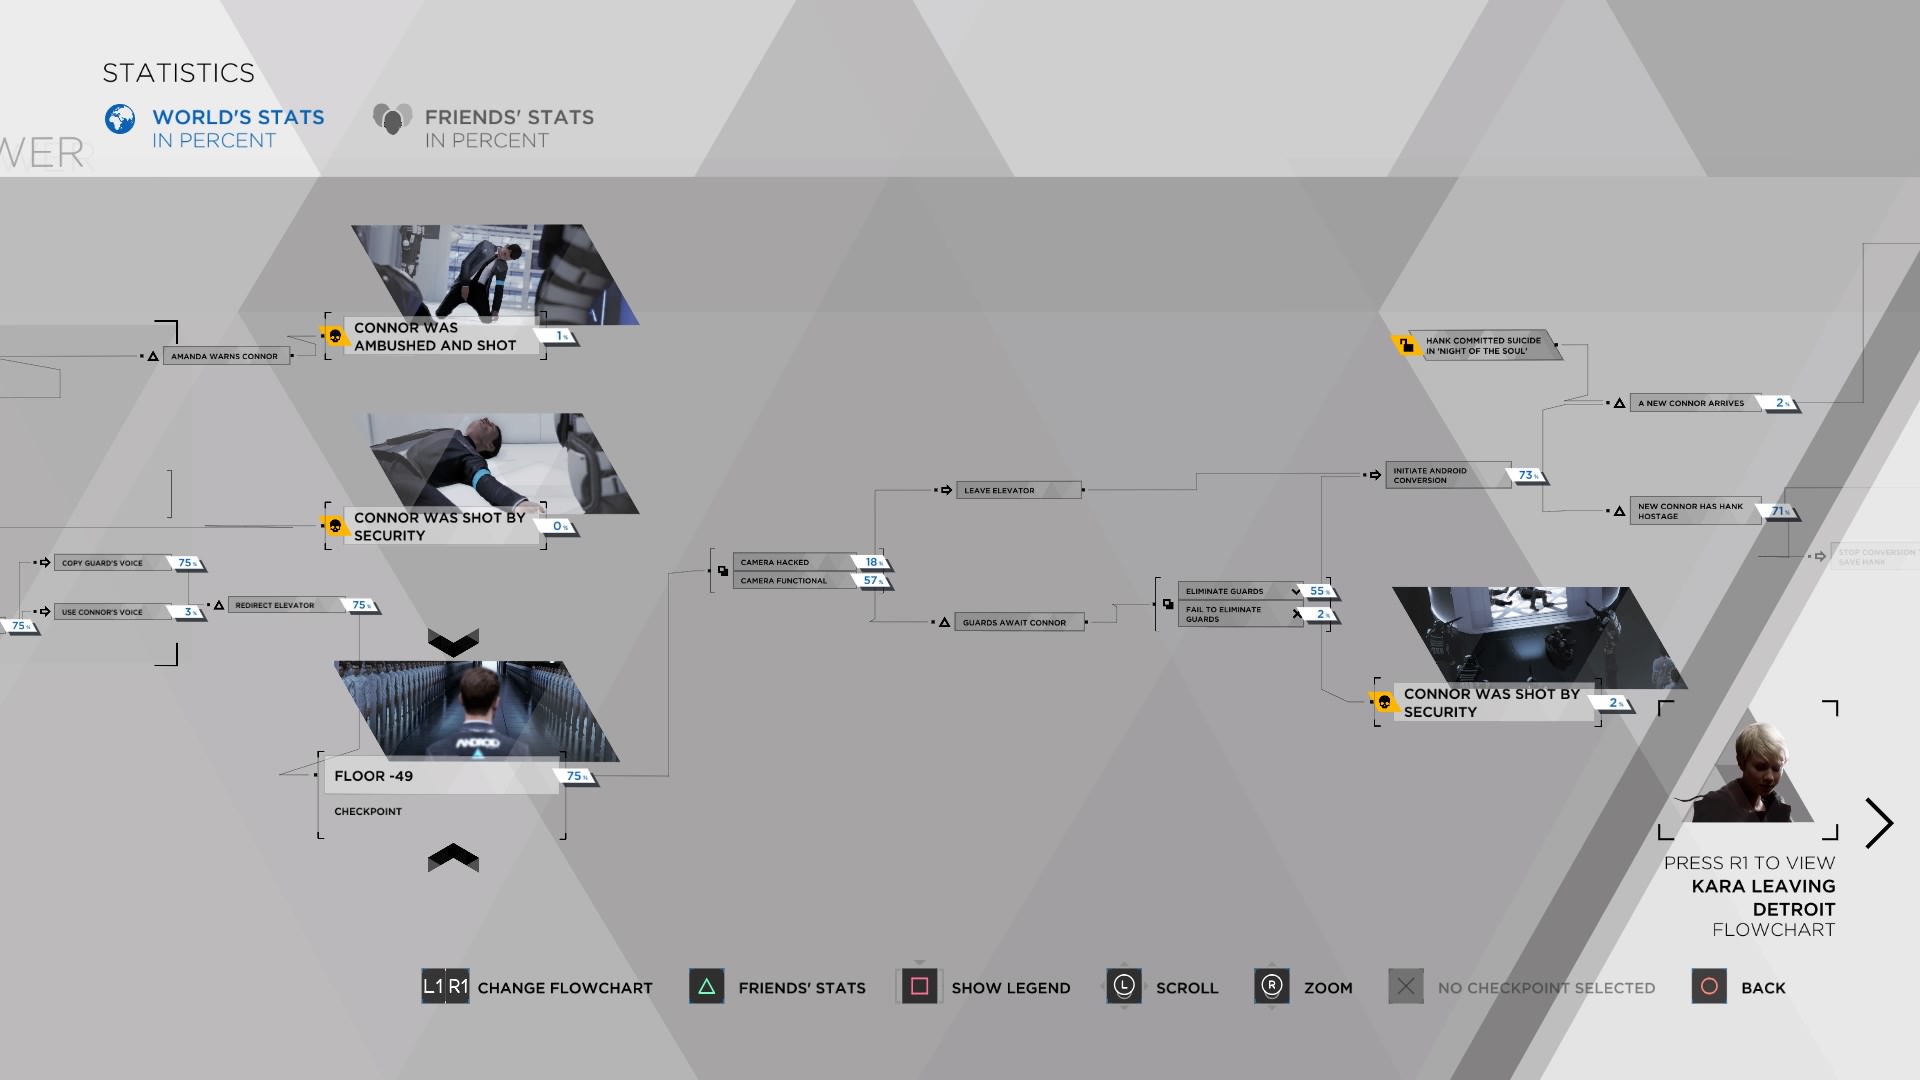 STATISTICS
WORLD'S STATS
IN PERCENT
FRIENDS' STATS
IN PERCENT
WER
AMANDA WARNS CONNOR
CONNOR WAS
AMBUSHED AND SHOT
1%
CONNOR WAS SHOT BY
SECURITY
0%
COPY GUARD'S VOICE
75%
USE CONNOR'S VOICE
3%
75%
REDIRECT ELEVATOR
75%
ANDROID
FLOOR -49
75%
CHECKPOINT
CAMERA HACKED
18%
CAMERA FUNCTIONAL
57%
LEAVE ELEVATOR
GUARDS AWAIT CONNOR
ELIMINATE GUARDS
55%
FAIL TO ELIMINATE
GUARDS
2%
HANK COMMITTED SUICIDE
IN 'NIGHT OF THE SOUL'
A NEW CONNOR ARRIVES
2%
INITIATE ANDROID
CONVERSION
73%
NEW CONNOR HAS HANK
HOSTAGE
71%
STOP CONVERSION
SAVE HANK
CONNOR WAS SHOT BY
SECURITY
2%
PRESS R1 TO VIEW
KARA LEAVING
DETROIT
FLOWCHART
L1 R1 CHANGE FLOWCHART
FRIENDS' STATS
SHOW LEGEND
L SCROLL
R ZOOM
NO CHECKPOINT SELECTED
BACK